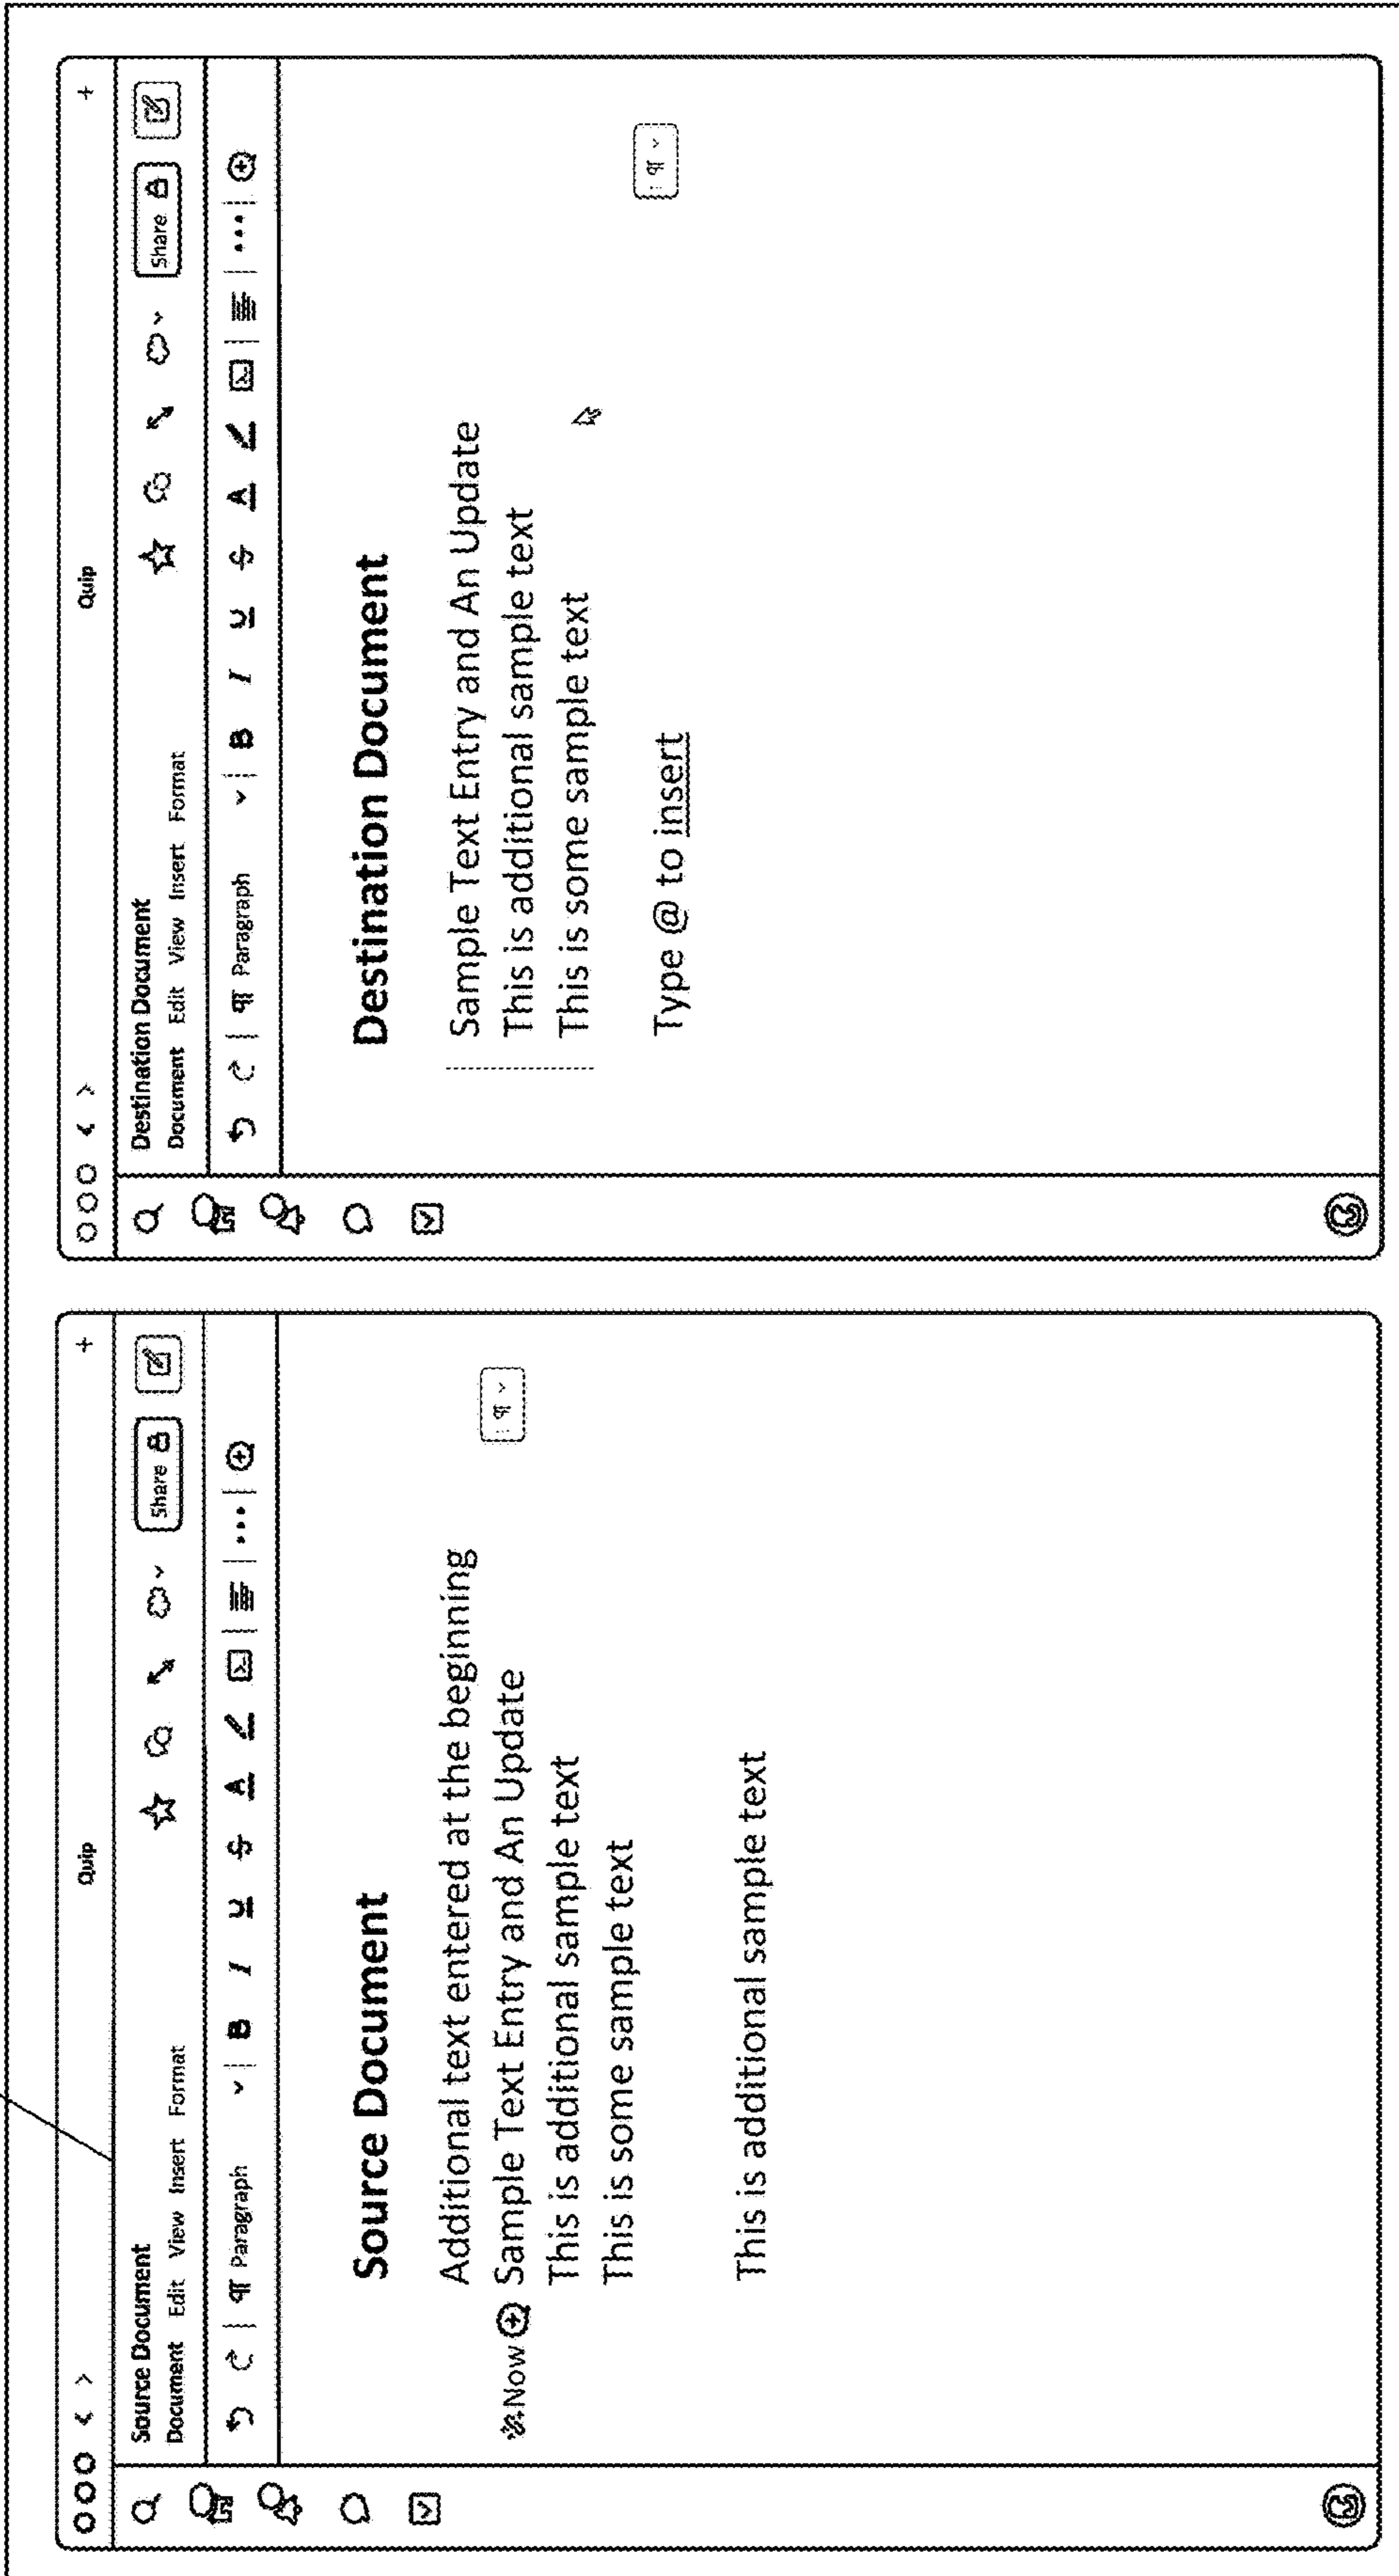 Quip
Source Document
Document Edit View Insert Format
Share
¶ Paragraph
B I U S A
Source Document
Additional text entered at the beginning
Now Sample Text Entry and An Update
This is additional sample text
This is some sample text
This is additional sample text
Quip
Destination Document
Document Edit View Insert Format
Share
¶ Paragraph
B I U S A
Destination Document
Sample Text Entry and An Update
This is additional sample text
This is some sample text
Type @ to insert